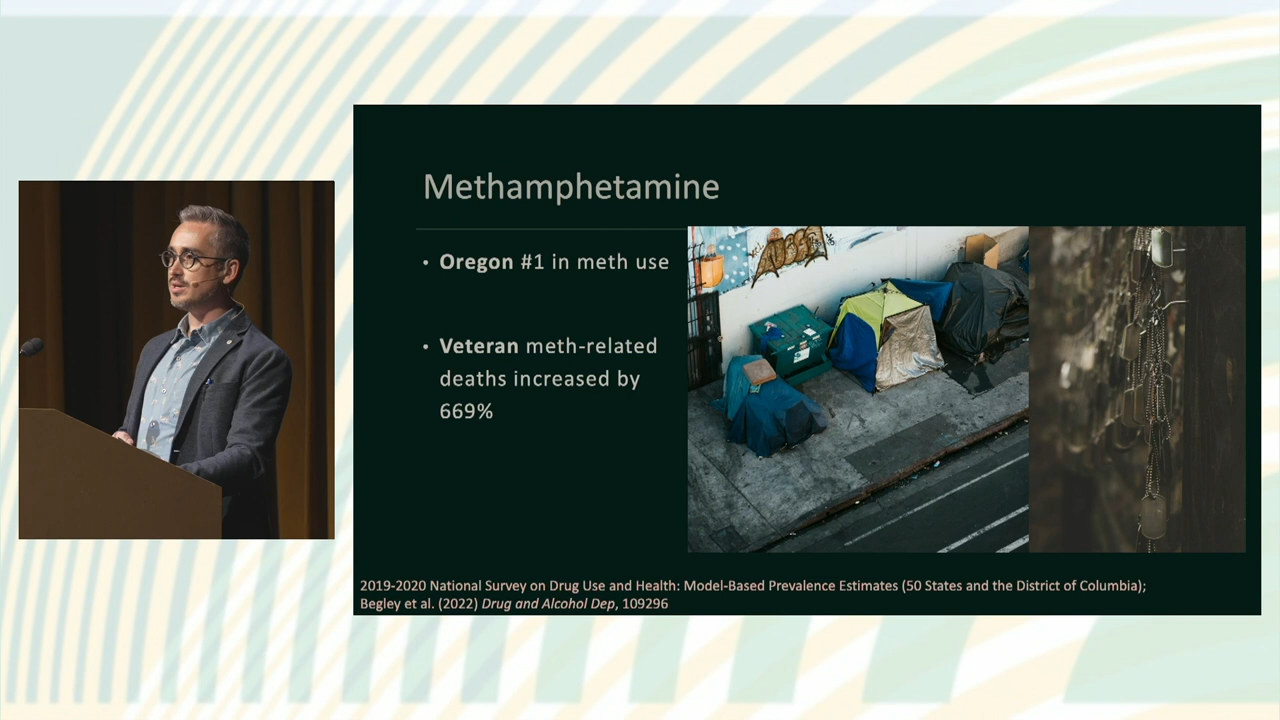 Methamphetamine
• Oregon #1 in meth use
• Veteran meth-related
deaths increased by
669%
2019-2020 National Survey on Drug Use and Health: Model-Based Prevalence Estimates (50 States and the District of Columbia);
Begley et al. (2022) Drug and Alcohol Dep, 109296